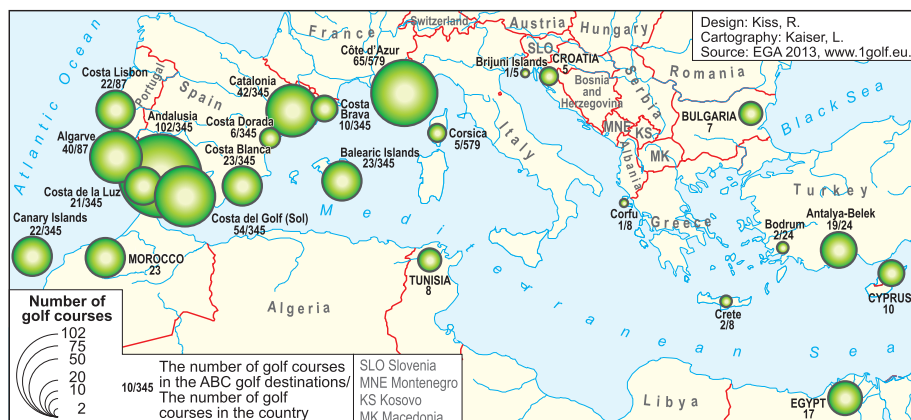 Design: Kiss, R.
Cartography: Kaiser, L.
Source: EGA 2013, www.1golf.eu.
Atlantic Ocean
Portugal
Spain
France
Switzerland
Austria
Hungary
SLO
Bosnia
and
Herzegovina
Serbia
Romania
MNE
KS
MK
Albania
Italy
Greece
Turkey
Black Sea
Mediterranean Sea
Algeria
Libya
Costa Lisbon
22/87
Algarve
40/87
Andalusia
102/345
Costa de la Luz
21/345
Canary Islands
22/345
MOROCCO
23
Catalonia
42/345
Costa Dorada
6/345
Costa Blanca
23/345
Costa del Golf (Sol)
54/345
Costa
Brava
10/345
Balearic Islands
23/345
Côte d'Azur
65/579
Corsica
5/579
TUNISIA
8
Brijuni Islands
1/5
CROATIA
5
BULGARIA
7
Corfu
1/8
Crete
2/8
Bodrum
2/24
Antalya-Belek
19/24
CYPRUS
10
EGYPT
17
Number of
golf courses
102
75
50
20
10
2
10/345
The number of golf courses
in the ABC golf destinations/
The number of golf
courses in the country
SLO Slovenia
MNE Montenegro
KS Kosovo
MK Macedonia